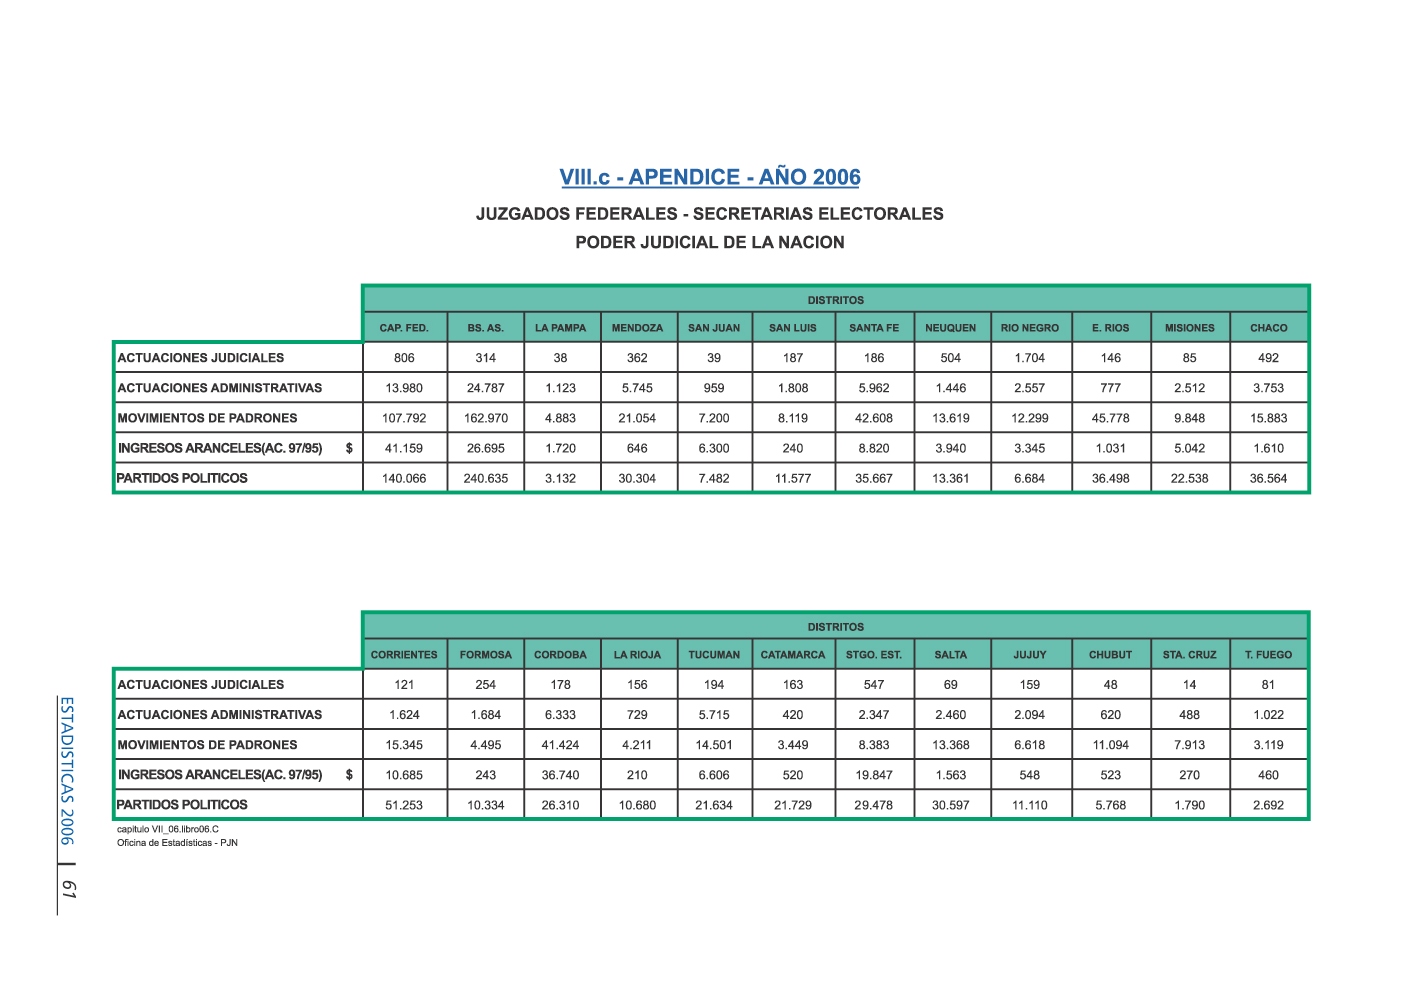 VIII.c - APENDICE - AÑO 2006
JUZGADOS FEDERALES - SECRETARIAS ELECTORALES
PODER JUDICIAL DE LA NACION
DISTRITOS
CAP. FED. BS. AS. LA PAMPA MENDOZA SAN JUAN SAN LUIS SANTA FE NEUQUEN RIO NEGRO E. RIOS MISIONES CHACO
ACTUACIONES JUDICIALES 806 314 38 362 39 187 186 504 1.704 146 85 492
ACTUACIONES ADMINISTRATIVAS 13.980 24.787 1.123 5.745 959 1.808 5.962 1.446 2.557 777 2.512 3.753
MOVIMIENTOS DE PADRONES 107.792 162.970 4.883 21.054 7.200 8.119 42.608 13.619 12.299 45.778 9.848 15.883
INGRESOS ARANCELES(AC. 97/95) $ 41.159 26.695 1.720 646 6.300 240 8.820 3.940 3.345 1.031 5.042 1.610
PARTIDOS POLITICOS 140.066 240.635 3.132 30.304 7.482 11.577 35.667 13.361 6.684 36.498 22.538 36.564
DISTRITOS
CORRIENTES FORMOSA CORDOBA LA RIOJA TUCUMAN CATAMARCA STGO. EST. SALTA JUJUY CHUBUT STA. CRUZ T. FUEGO
ACTUACIONES JUDICIALES 121 254 178 156 194 163 547 69 159 48 14 81
ACTUACIONES ADMINISTRATIVAS 1.624 1.684 6.333 729 5.715 420 2.347 2.460 2.094 620 488 1.022
MOVIMIENTOS DE PADRONES 15.345 4.495 41.424 4.211 14.501 3.449 8.383 13.368 6.618 11.094 7.913 3.119
INGRESOS ARANCELES(AC. 97/95) $ 10.685 243 36.740 210 6.606 520 19.847 1.563 548 523 270 460
PARTIDOS POLITICOS 51.253 10.334 26.310 10.680 21.634 21.729 29.478 30.597 11.110 5.768 1.790 2.692
capitulo VII_06.libro06.C
Oficina de Estadísticas - PJN
ESTADISTICAS 2006 61